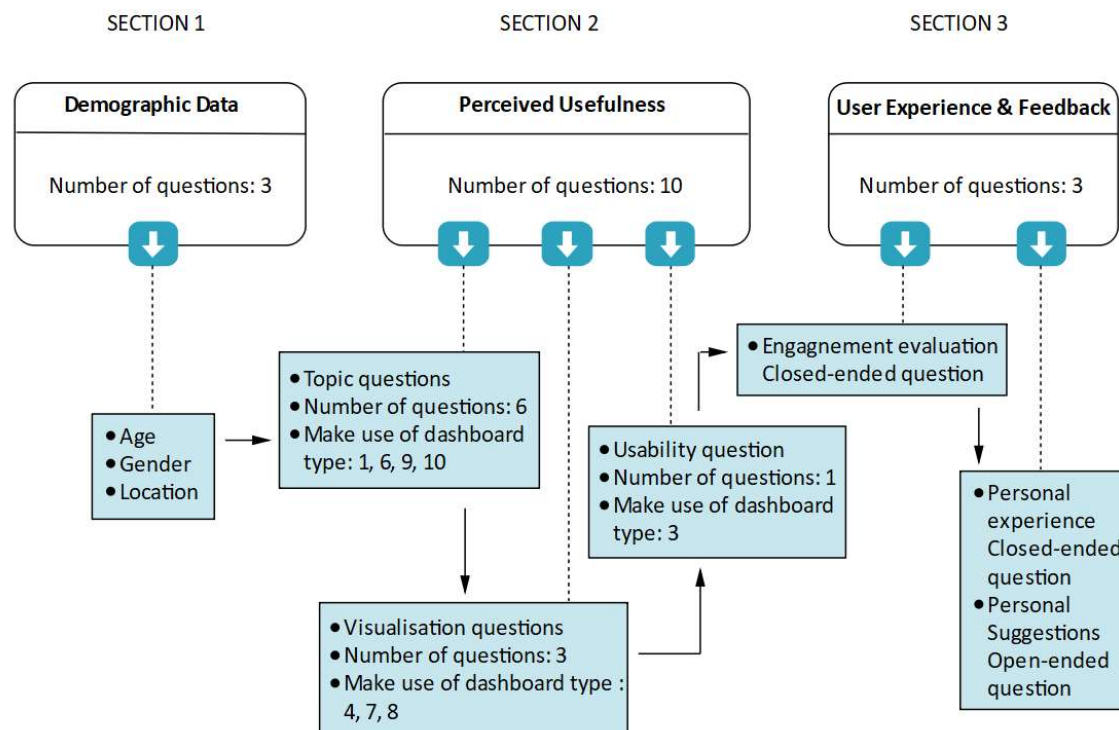 SECTION 1
SECTION 2
SECTION 3
Demographic Data
Number of questions: 3
Perceived Usefulness
Number of questions: 10
User Experience & Feedback
Number of questions: 3
● Age
● Gender
● Location
● Topic questions
● Number of questions: 6
● Make use of dashboard
type: 1, 6, 9, 10
● Visualisation questions
● Number of questions: 3
● Make use of dashboard type :
4, 7, 8
● Usability question
● Number of questions: 1
● Make use of dashboard
type: 3
● Engagnement evaluation
Closed-ended question
● Personal
experience
Closed-ended
question
● Personal
Suggestions
Open-ended
question